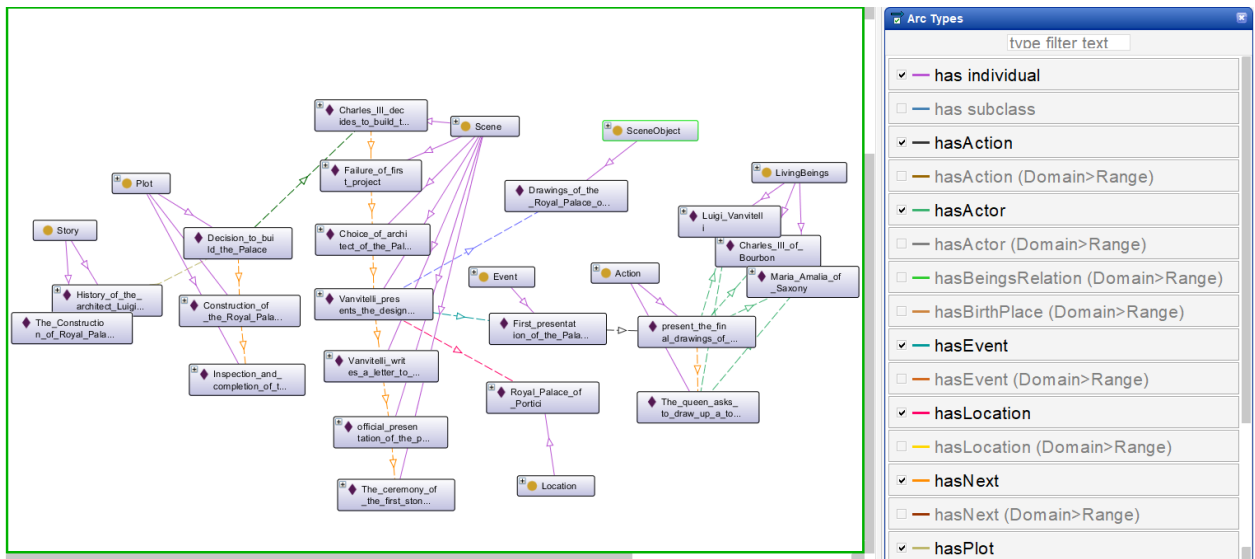 Charles_III_dec
ides_to_build_t...
Scene
SceneObject
Failure_of_firs
t_project
Plot
LivingBeings
Drawings_of_the
_Royal_Palace_o...
Luigi_Vanvitell
i
Story
Decision_to_bui
ld_the_Palace
Choice_of_archi
tect_of_the_Pal...
Charles_III_of_
Bourbon
Event
Action
Maria_Amalia_of
_Saxony
History_of_the_
architect_Luigi...
Construction_of
_the_Royal_Pala...
Vanvitelli_pres
ents_the_design...
The_Constructio
n_of_Royal_Pala...
First_presentat
ion_of_the_Pala...
present_the_fin
al_drawings_of_...
Inspection_and_
completion_of_t...
Vanvitelli_writ
es_a_letter_to_...
Royal_Palace_of
_Portici
The_queen_asks_
to_draw_up_a_to...
official_presen
tation_of_the_p...
The_ceremony_of
_the_first_ston...
Location
Arc Types
type filter text
has individual
has subclass
hasAction
hasAction (Domain>Range)
hasActor
hasActor (Domain>Range)
hasBeingsRelation (Domain>Range)
hasBirthPlace (Domain>Range)
hasEvent
hasEvent (Domain>Range)
hasLocation
hasLocation (Domain>Range)
hasNext
hasNext (Domain>Range)
hasPlot